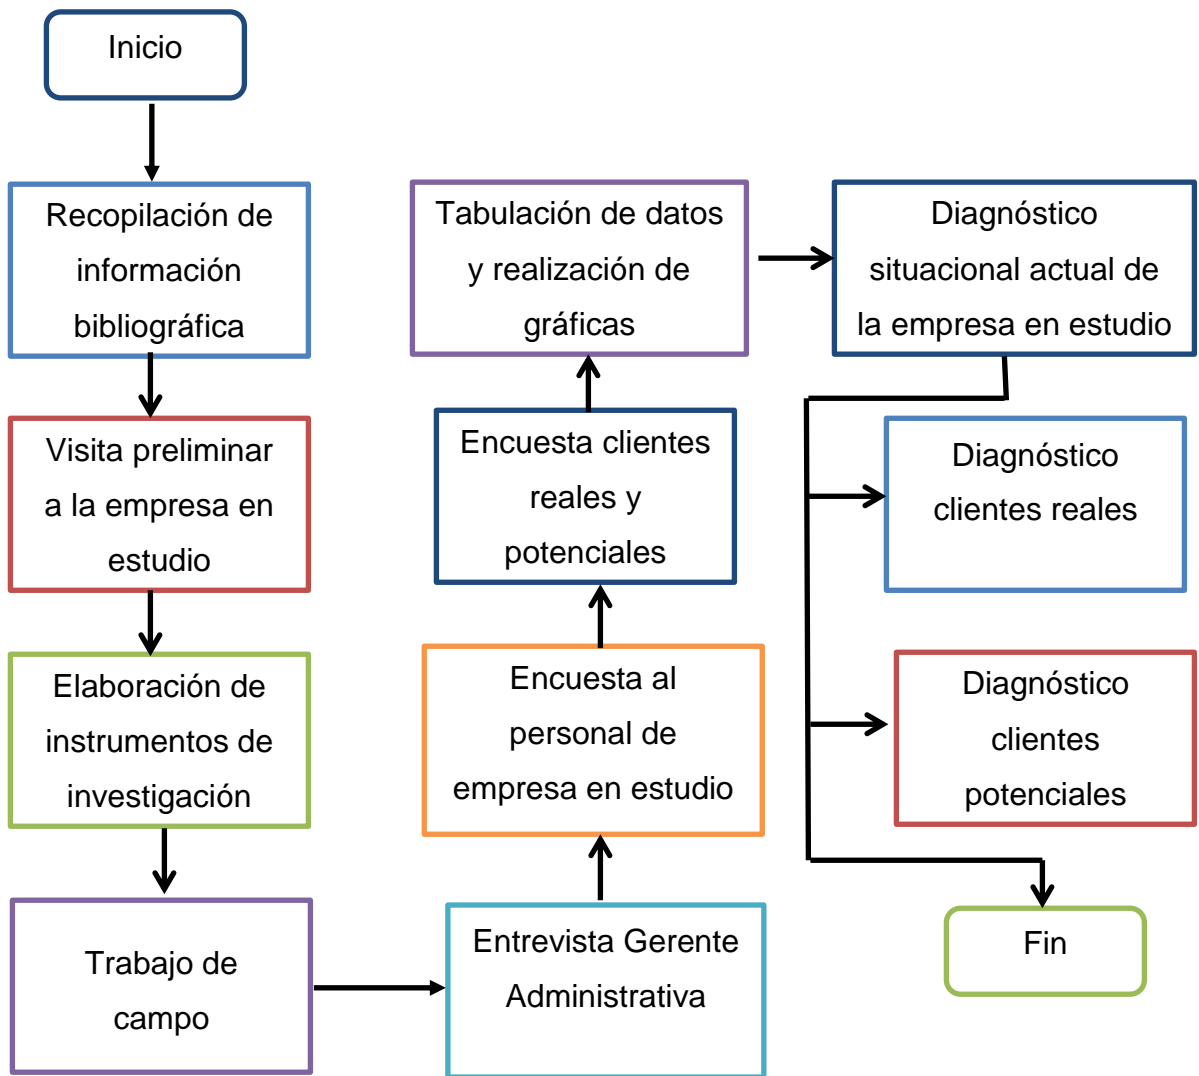 Inicio
Recopilación de
información
bibliográfica
Visita preliminar
a la empresa en
estudio
Elaboración de
instrumentos de
investigación
Trabajo de
campo
Entrevista Gerente
Administrativa
Encuesta al
personal de
empresa en estudio
Encuesta clientes
reales y
potenciales
Tabulación de datos
y realización de
gráficas
Diagnóstico
situacional actual de
la empresa en estudio
Diagnóstico
clientes reales
Diagnóstico
clientes
potenciales
Fin